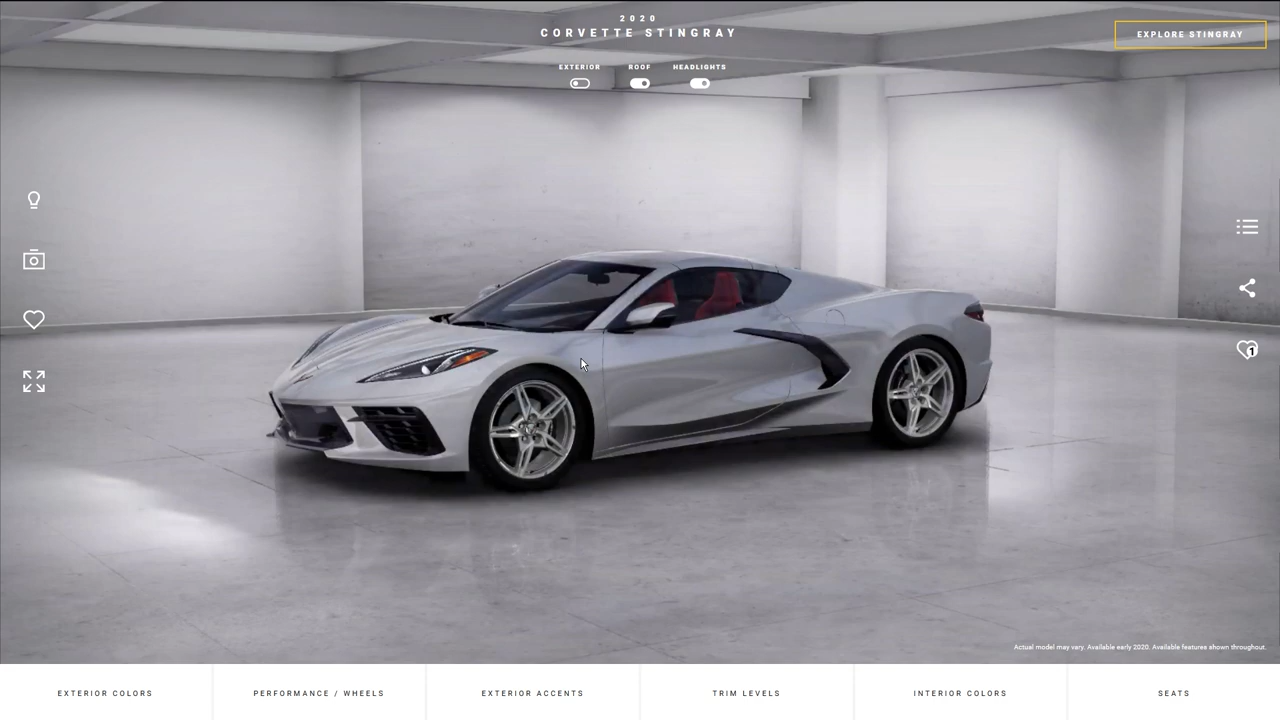 2020
CORVETTE STINGRAY
EXPLORE STINGRAY
EXTERIOR ROOF HEADLIGHTS
1
Actual model may vary. Available early 2020. Available features shown throughout.
EXTERIOR COLORS PERFORMANCE / WHEELS EXTERIOR ACCENTS TRIM LEVELS INTERIOR COLORS SEATS